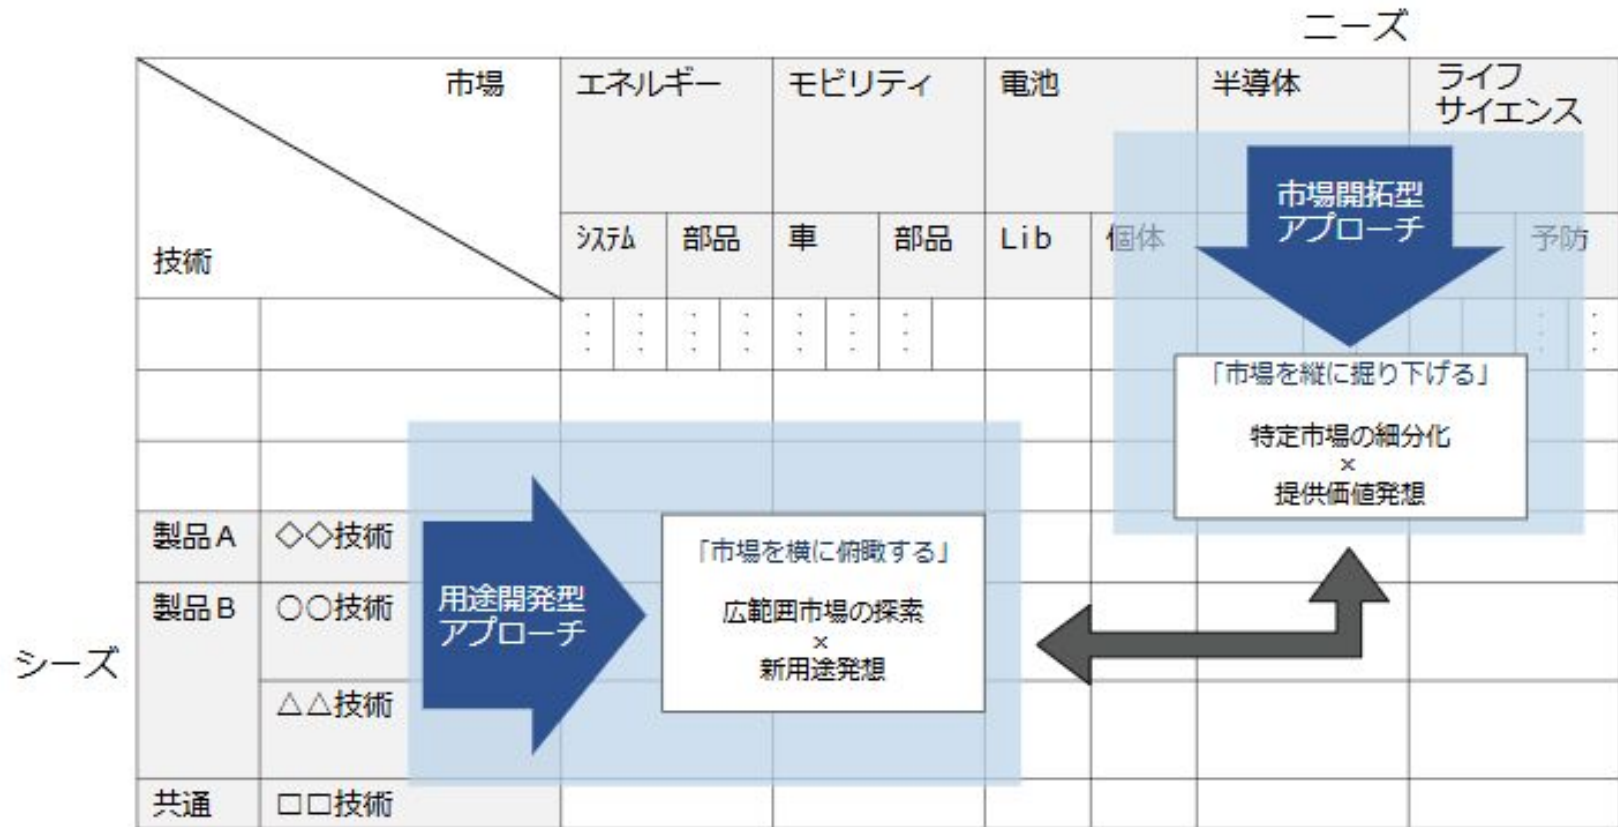 ニーズ
市場
エネルギー
モビリティ
電池
半導体
ライフ
サイエンス
技術
システム
部品
車
部品
Lib
個体
予防
市場開拓型
アプローチ
「市場を縦に掘り下げる」
特定市場の細分化
×
提供価値発想
シーズ
製品A
◇◇技術
製品B
○○技術
△△技術
共通
□□技術
用途開発型
アプローチ
「市場を横に俯瞰する」
広範囲市場の探索
×
新用途発想